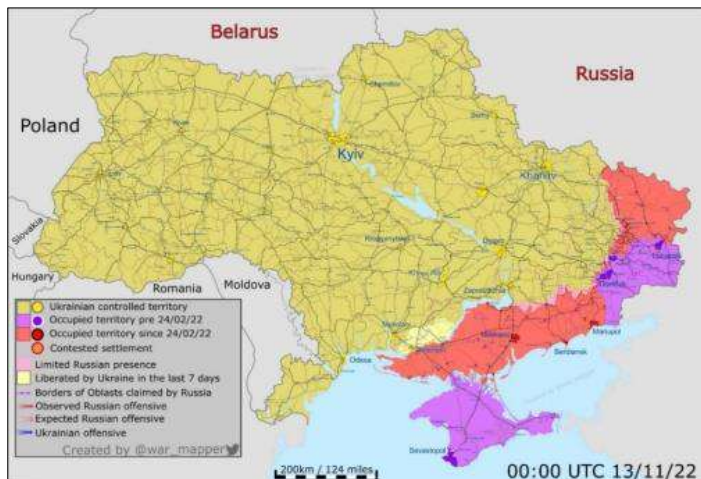 Belarus
Russia
Poland
Kyiv
Kharkiv
Slovakia
Dnipro
Hungary
Romania
Moldova
Zaporizhzhia
Donetsk
Luhansk
Mykolaiv
Odesa
Mariupol
Berdansk
Sevastopol
Ukrainian controlled territory
Occupied territory pre 24/02/22
Occupied territory since 24/02/22
Contested settlement
Limited Russian presence
Liberated by Ukraine in the last 7 days
Borders of Oblasts claimed by Russia
Observed Russian offensive
Expected Russian offensive
Ukrainian offensive
Created by @war_mapper
200km / 124 miles
00:00 UTC 13/11/22